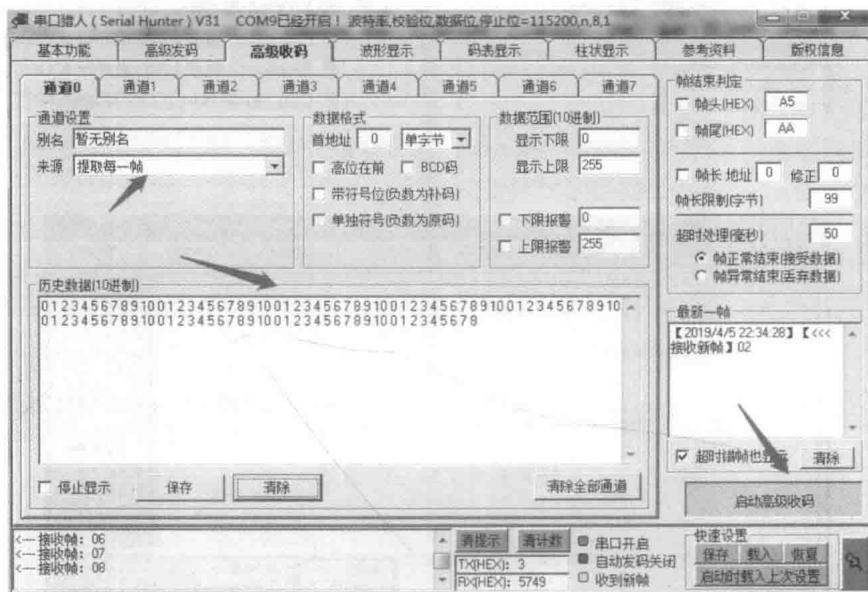 串口猎人（Serial Hunter）V31 COM9已经开启！波特率,校验位,数据位,停止位=115200,n,8,1
基本功能 高级发码 高级收码 波形显示 码表显示 柱状显示 参考资料 版权信息
通道0 通道1 通道2 通道3 通道4 通道5 通道6 通道7
通道设置
别名 暂无别名
来源 提取每一帧
数据格式
首地址 0 单字节
高位在前 BCD码
带符号位(负数为补码)
单独符号(负数为原码)
数据范围(10进制)
显示下限 0
显示上限 255
下限报警 0
上限报警 255
帧结束判定
帧头(HEX) A5
帧尾(HEX) AA
帧长 地址 0 修正 0
帧长限制(字节) 99
超时处理(毫秒) 50
帧正常结束(接受数据)
帧异常结束(丢弃数据)
历史数据(10进制)
0 1 2 3 4 5 6 7 8 9 10 0 1 2 3 4 5 6 7 8 9 10 0 1 2 3 4 5 6 7 8 9 10 0 1 2 3 4 5 6 7 8 9 10 0 1 2 3 4 5 6 7 8 9 10
0 1 2 3 4 5 6 7 8 9 10 0 1 2 3 4 5 6 7 8 9 10 0 1 2 3 4 5 6 7 8 9 10 0 1 2 3 4 5 6 7 8
停止显示 保存 清除 清除全部通道
最新一帧
【2019/4/5 22:34:28】【<<<
接收新帧】02
超时错帧也显示 清除
启动高级收码
<--- 接收帧: 06
<--- 接收帧: 07
<--- 接收帧: 08
清提示 清计数
TX(HEX): 3
RX(HEX): 5749
串口开启
自动发码关闭
收到新帧
快速设置
保存 载入 恢复
启动时载入上次设置